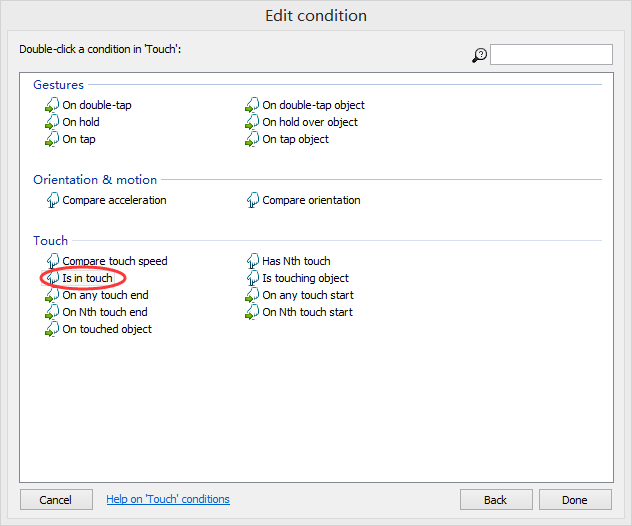 Edit condition
Double-click a condition in 'Touch':
Gestures
On double-tap
On double-tap object
On hold
On hold over object
On tap
On tap object
Orientation & motion
Compare acceleration
Compare orientation
Touch
Compare touch speed
Has Nth touch
Is in touch
Is touching object
On any touch end
On any touch start
On Nth touch end
On Nth touch start
On touched object
Cancel
Help on 'Touch' conditions
Back
Done